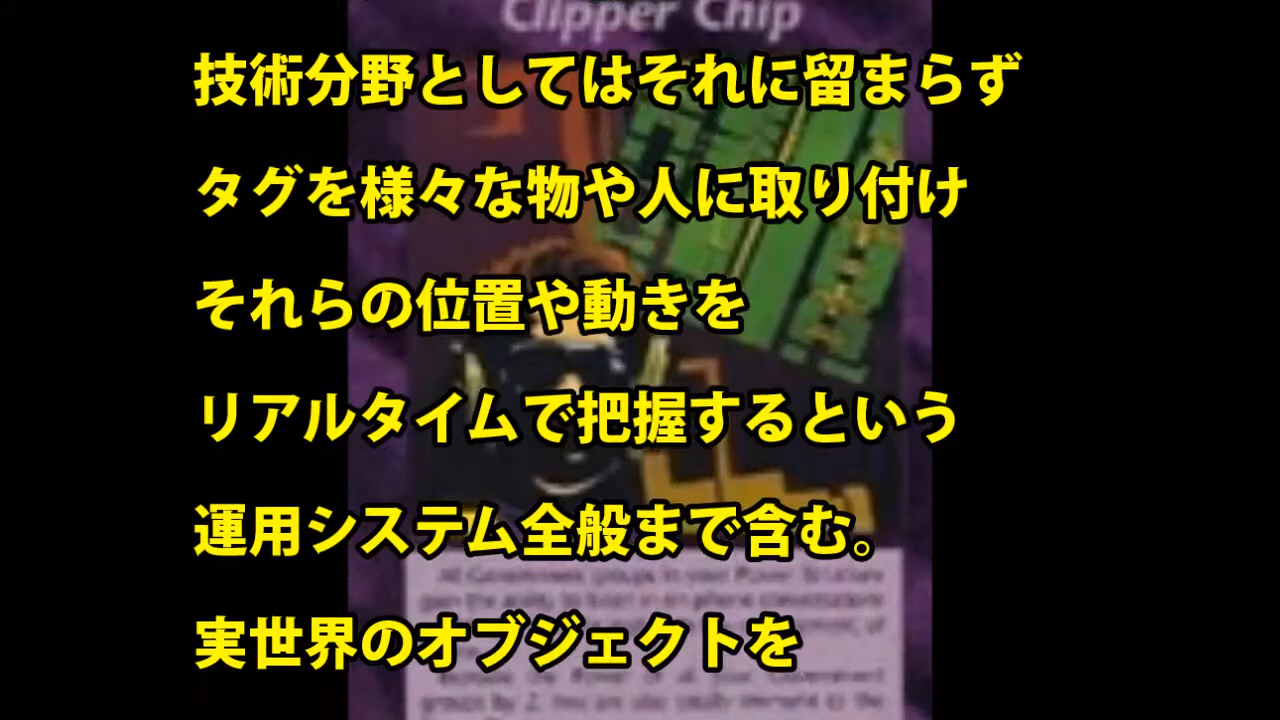 Clipper Chip
技術分野としてはそれに留まらず
タグを様々な物や人に取り付け
それらの位置や動きを
リアルタイムで把握するという
運用システム全般まで含む。
実世界のオブジェクトを